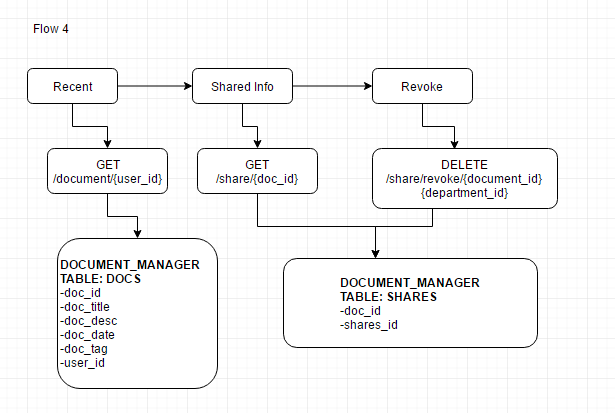 Flow 4
Recent
Shared Info
Revoke
GET
/document/{user_id}
GET
/share/{doc_id}
DELETE
/share/revoke/{document_id}
{department_id}
DOCUMENT_MANAGER
TABLE: DOCS
-doc_id
-doc_title
-doc_desc
-doc_date
-doc_tag
-user_id
DOCUMENT_MANAGER
TABLE: SHARES
-doc_id
-shares_id